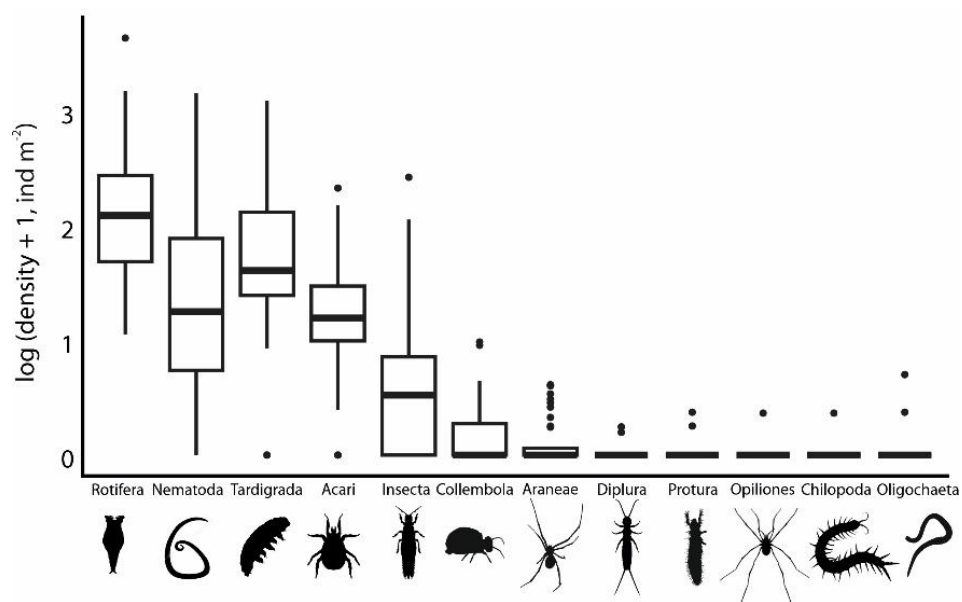 log (density + 1, ind m⁻²)
3
2
1
0
Rotifera Nematoda Tardigrada Acari Insecta Collembola Araneae Diplura Protura Opiliones Chilopoda Oligochaeta